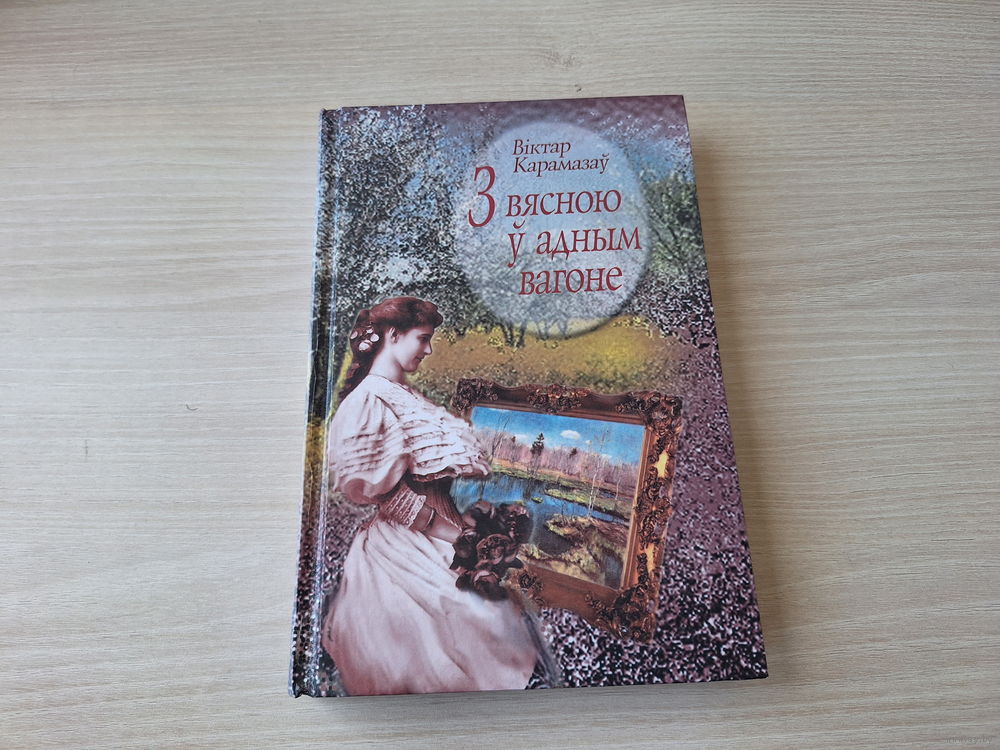 Віктар
Карамазаў
З вясною
ў адным
вагоне